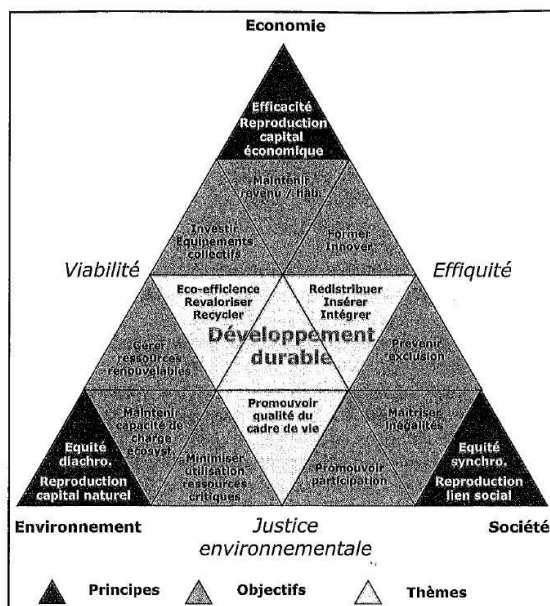 Economie
Efficacité
Reproduction
capital
économique
Maintenir
revenu / hab.
Investir
Equipements
collectifs
Former
Innover
Viabilité
Effiquité
Eco-efficience
Revaloriser
Recycler
Redistribuer
Insérer
Intégrer
Développement
durable
Gérer
ressources
renouvelables
Prévenir
exclusion
Promouvoir
qualité du
cadre de vie
Maintenir
capacité de
charge
écosyst.
Maîtriser
inégalités
Equité
diachro.
Reproduction
capital naturel
Minimiser
utilisation
ressources
critiques
Promouvoir
participation
Equité
synchro.
Reproduction
lien social
Environnement
Justice
environnementale
Société
Principes
Objectifs
Thèmes